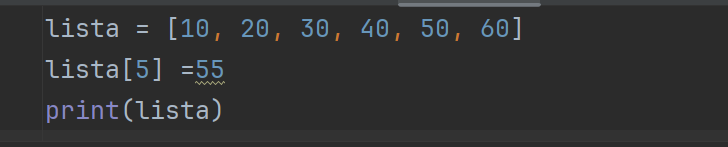 lista = [10, 20, 30, 40, 50, 60]
lista[5] =55
print(lista)